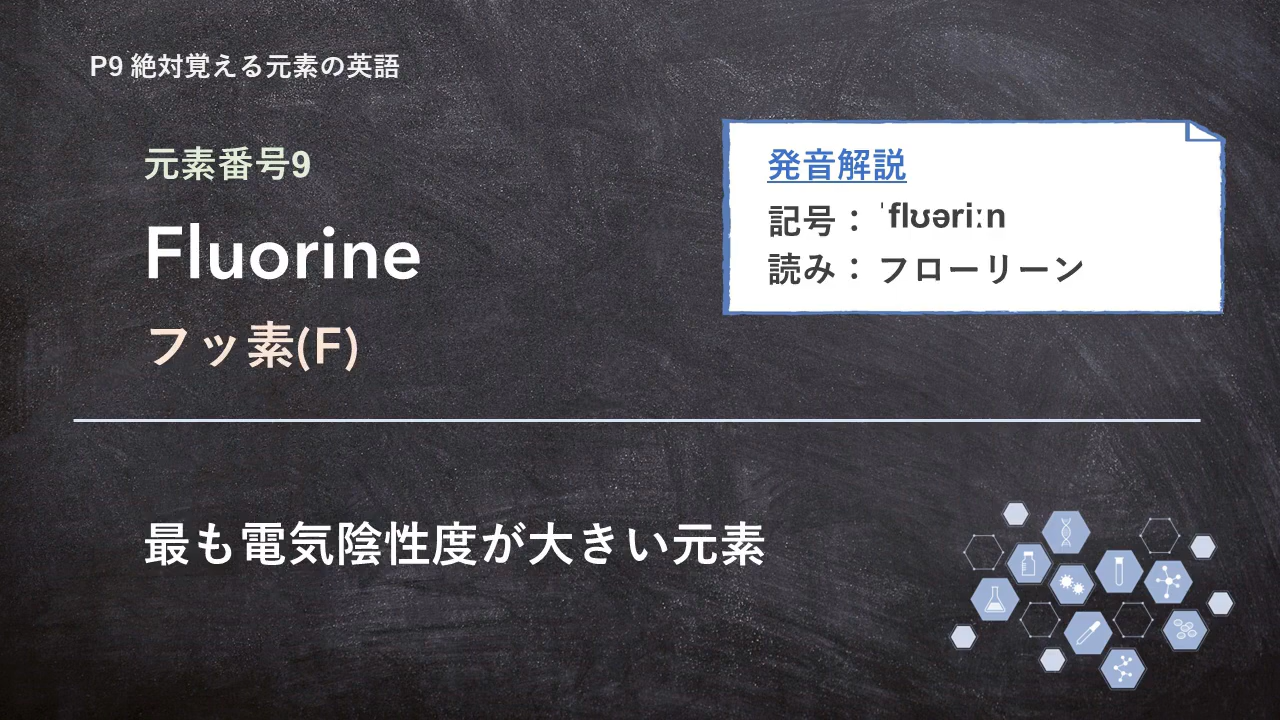 P9 絶対覚える元素の英語
元素番号9
Fluorine
フッ素(F)
発音解説
記号： ˈflʊəriːn
読み： フローリーン
最も電気陰性度が大きい元素